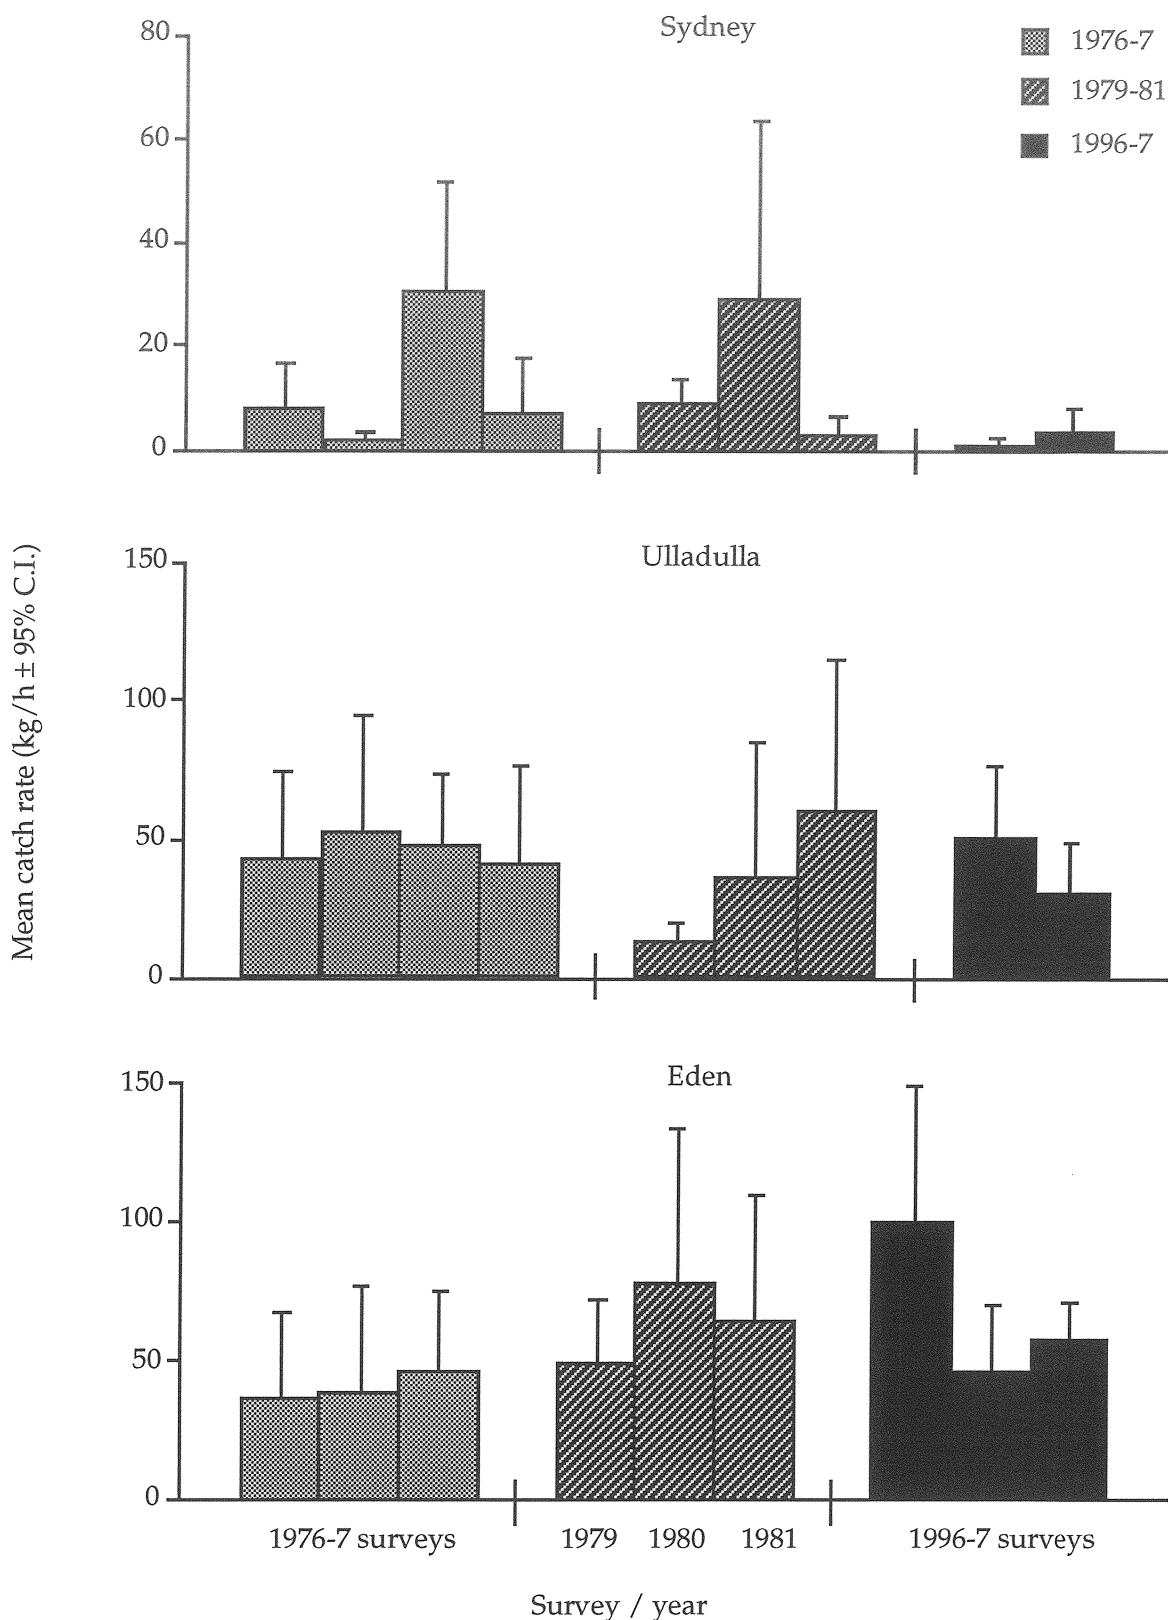 Sydney
80
60
40
20
0
1976-7
1979-81
1996-7
Mean catch rate (kg/h ± 95% C.I.)
Ulladulla
150
100
50
0
Eden
150
100
50
0
1976-7 surveys 1979 1980 1981 1996-7 surveys
Survey / year